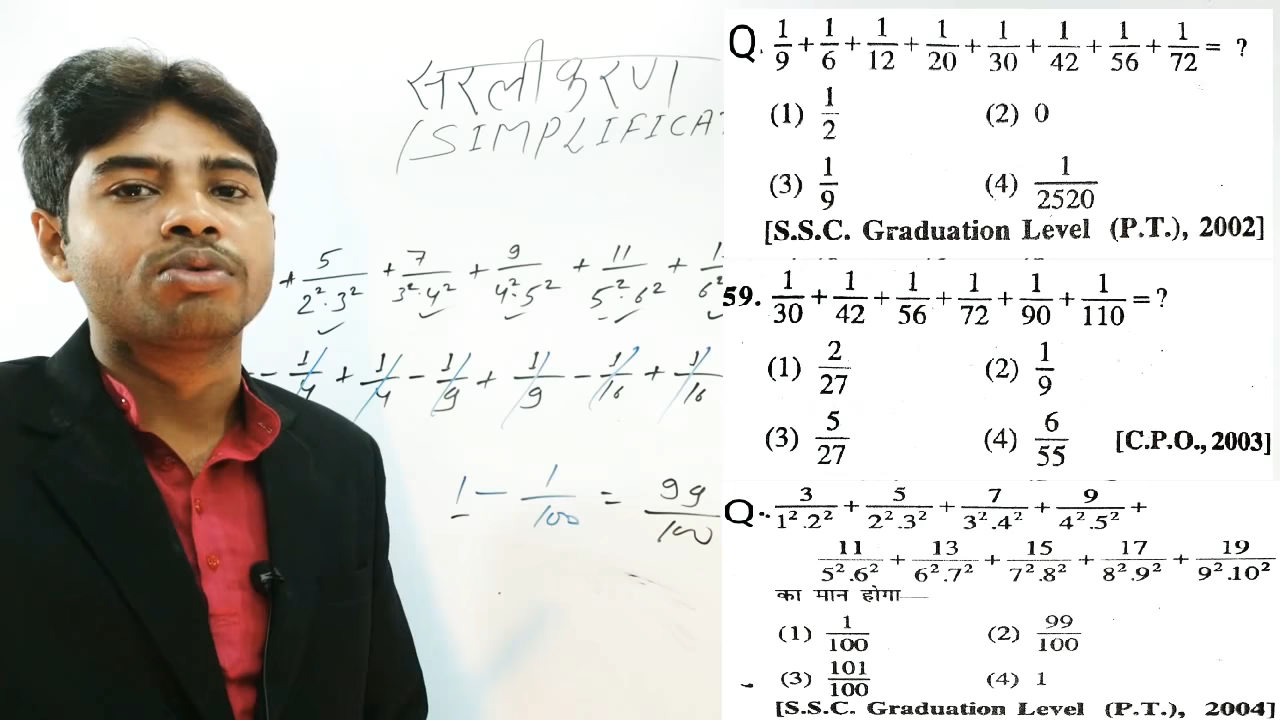 सरलीकरण
(SIMPLIFICAT
+ 5/2².3² + 7/3².4² + 9/4².5² + 11/5².6² + 1/6²
- 1/4 + 1/4 - 1/9 + 1/9 - 1/16 + 1/16
1 - 1/100 = 99/100
Q. 1/9 + 1/6 + 1/12 + 1/20 + 1/30 + 1/42 + 1/56 + 1/72 = ?
(1) 1/2 (2) 0
(3) 1/9 (4) 1/2520
[S.S.C. Graduation Level (P.T.), 2002]
59. 1/30 + 1/42 + 1/56 + 1/72 + 1/90 + 1/110 = ?
(1) 2/27 (2) 1/9
(3) 5/27 (4) 6/55 [C.P.O., 2003]
Q. 3/1².2² + 5/2².3² + 7/3².4² + 9/4².5² +
11/5².6² + 13/6².7² + 15/7².8² + 17/8².9² + 19/9².10²
का मान होगा—
(1) 1/100 (2) 99/100
(3) 101/100 (4) 1
[S.S.C. Graduation Level (P.T.), 2004]